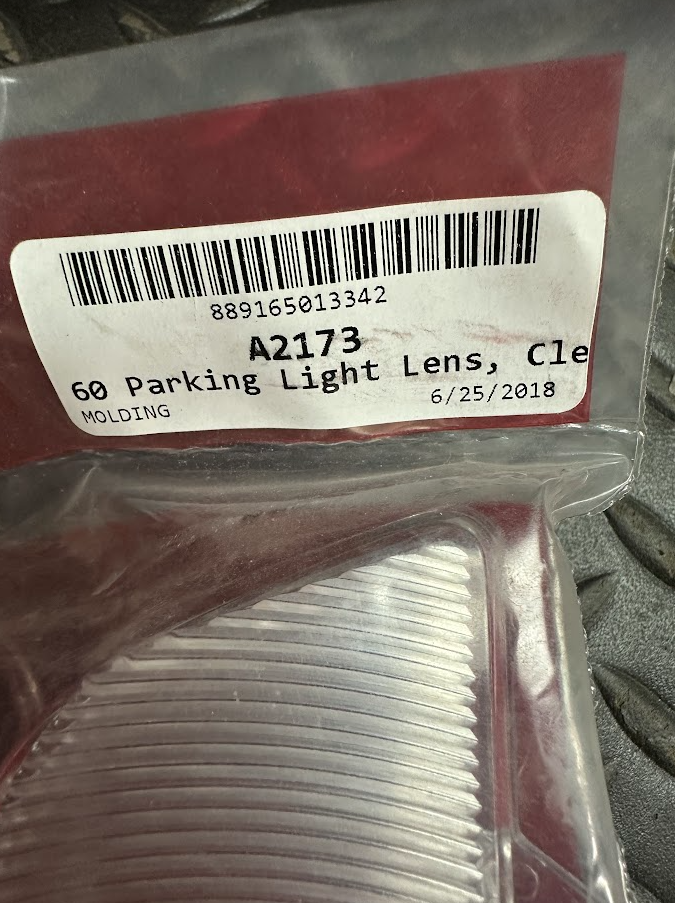 889165013342
A2173
60 Parking Light Lens, Cle
MOLDING
6/25/2018